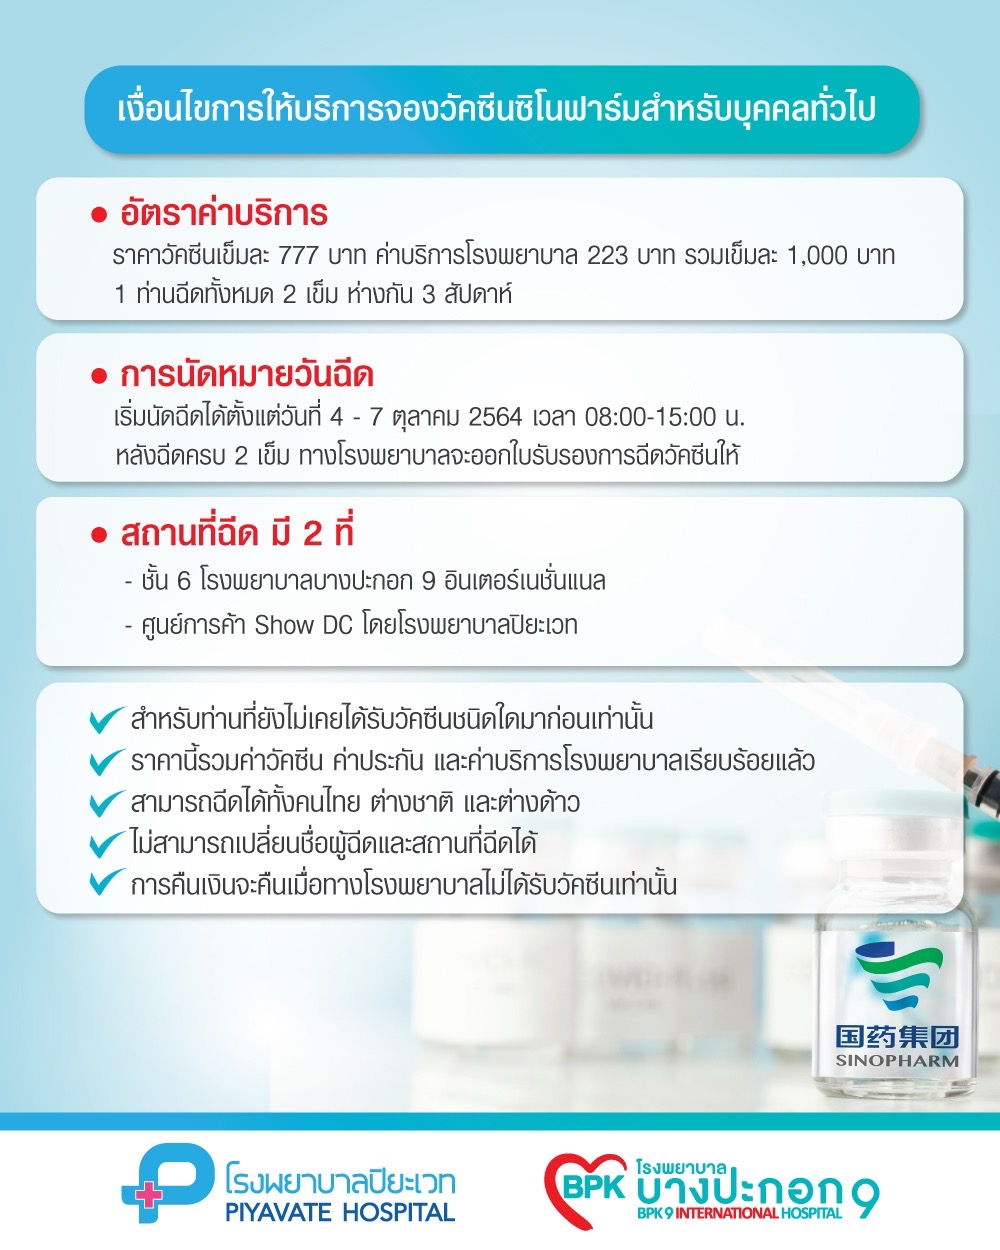 เงื่อนไขการให้บริการจองวัคซีนซิโนฟาร์มสำหรับบุคคลทั่วไป
• อัตราค่าบริการ
ราคาวัคซีนเข็มละ 777 บาท ค่าบริการโรงพยาบาล 223 บาท รวมเข็มละ 1,000 บาท
1 ท่านฉีดทั้งหมด 2 เข็ม ห่างกัน 3 สัปดาห์
• การนัดหมายวันฉีด
เริ่มนัดฉีดได้ตั้งแต่วันที่ 4 - 7 ตุลาคม 2564 เวลา 08:00-15:00 น.
หลังฉีดครบ 2 เข็ม ทางโรงพยาบาลจะออกใบรับรองการฉีดวัคซีนให้
• สถานที่ฉีด มี 2 ที่
- ชั้น 6 โรงพยาบาลบางปะกอก 9 อินเตอร์เนชั่นแนล
- ศูนย์การค้า Show DC โดยโรงพยาบาลปิยะเวท
สำหรับท่านที่ยังไม่เคยได้รับวัคซีนชนิดใดมาก่อนเท่านั้น
ราคานี้รวมค่าวัคซีน ค่าประกัน และค่าบริการโรงพยาบาลเรียบร้อยแล้ว
สามารถฉีดได้ทั้งคนไทย ต่างชาติ และต่างด้าว
ไม่สามารถเปลี่ยนชื่อผู้ฉีดและสถานที่ฉีดได้
การคืนเงินจะคืนเมื่อทางโรงพยาบาลไม่ได้รับวัคซีนเท่านั้น
国药集团
SINOPHARM
โรงพยาบาลปิยะเวท
PIYAVATE HOSPITAL
BPK
โรงพยาบาล
บางปะกอก 9
BPK 9 INTERNATIONAL HOSPITAL